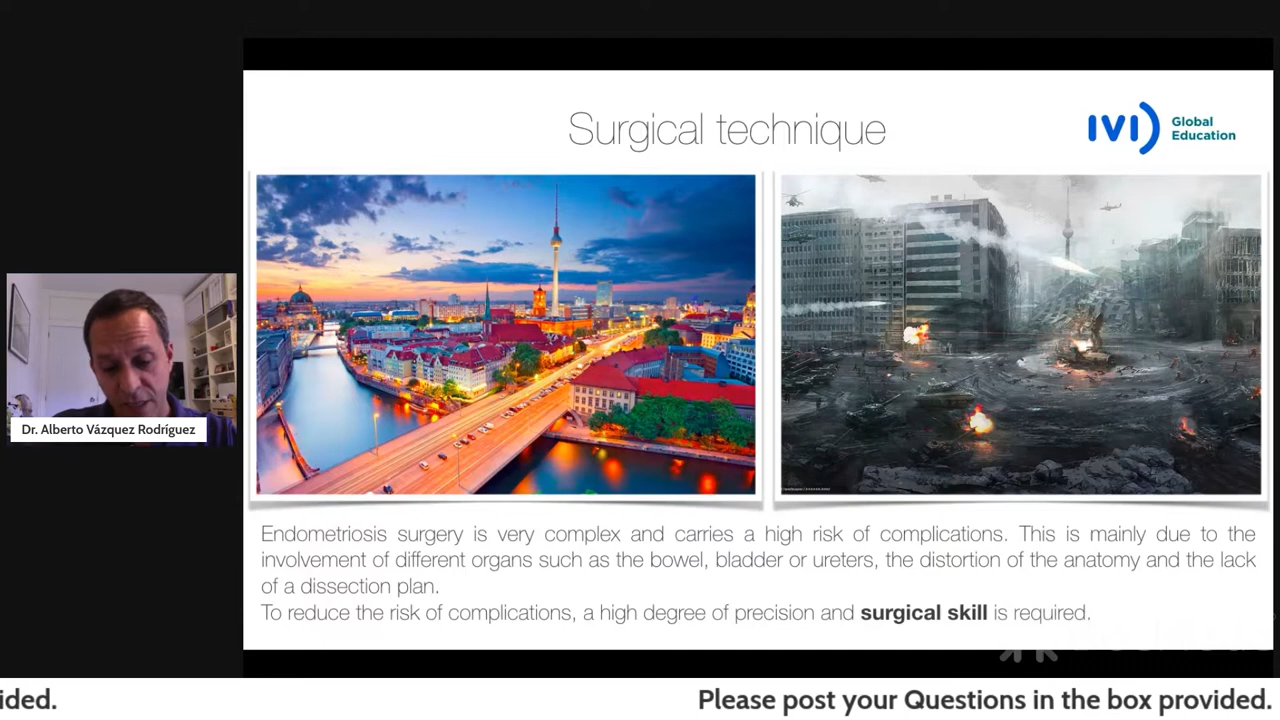 Surgical technique
IVI
Global
Education
Dr. Alberto Vázquez Rodríguez
Endometriosis surgery is very complex and carries a high risk of complications. This is mainly due to the
involvement of different organs such as the bowel, bladder or ureters, the distortion of the anatomy and the lack
of a dissection plan.
To reduce the risk of complications, a high degree of precision and surgical skill is required.
ided.
Please post your Questions in the box provided.